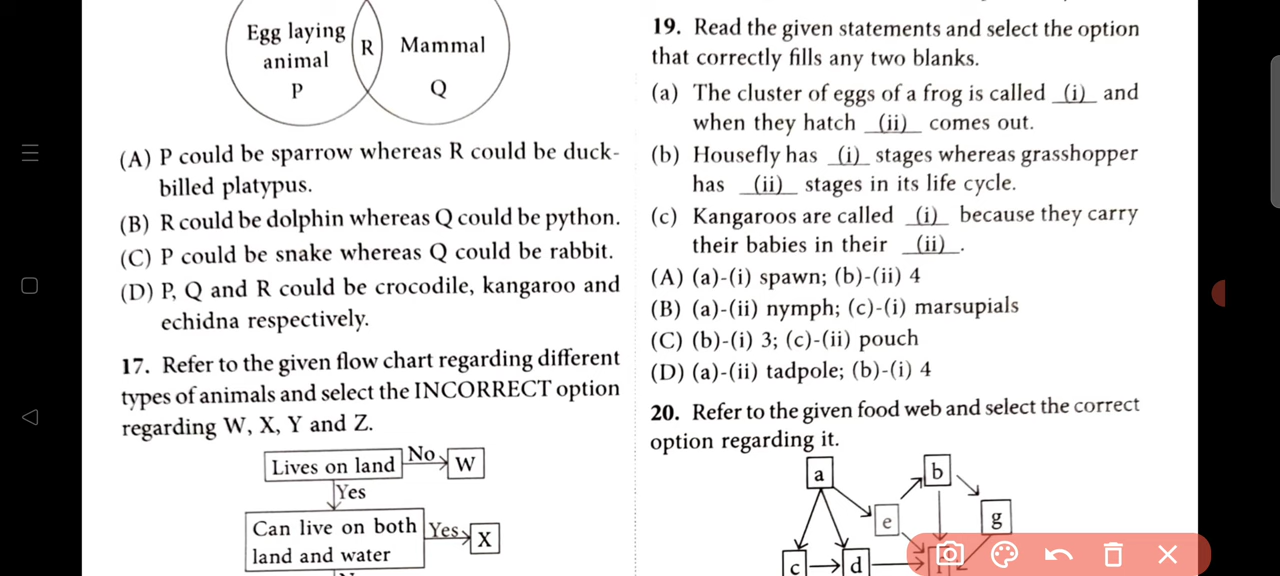 Egg laying
animal
P
R
Mammal
Q
(A) P could be sparrow whereas R could be duck-
billed platypus.
(B) R could be dolphin whereas Q could be python.
(C) P could be snake whereas Q could be rabbit.
(D) P, Q and R could be crocodile, kangaroo and
echidna respectively.
17. Refer to the given flow chart regarding different
types of animals and select the INCORRECT option
regarding W, X, Y and Z.
Lives on land No W
Yes
Can live on both Yes X
land and water
19. Read the given statements and select the option
that correctly fills any two blanks.
(a) The cluster of eggs of a frog is called (i) and
when they hatch (ii) comes out.
(b) Housefly has (i) stages whereas grasshopper
has (ii) stages in its life cycle.
(c) Kangaroos are called (i) because they carry
their babies in their (ii).
(A) (a)-(i) spawn; (b)-(ii) 4
(B) (a)-(ii) nymph; (c)-(i) marsupials
(C) (b)-(i) 3; (c)-(ii) pouch
(D) (a)-(ii) tadpole; (b)-(i) 4
20. Refer to the given food web and select the correct
option regarding it.
a
b
e
g
c
d